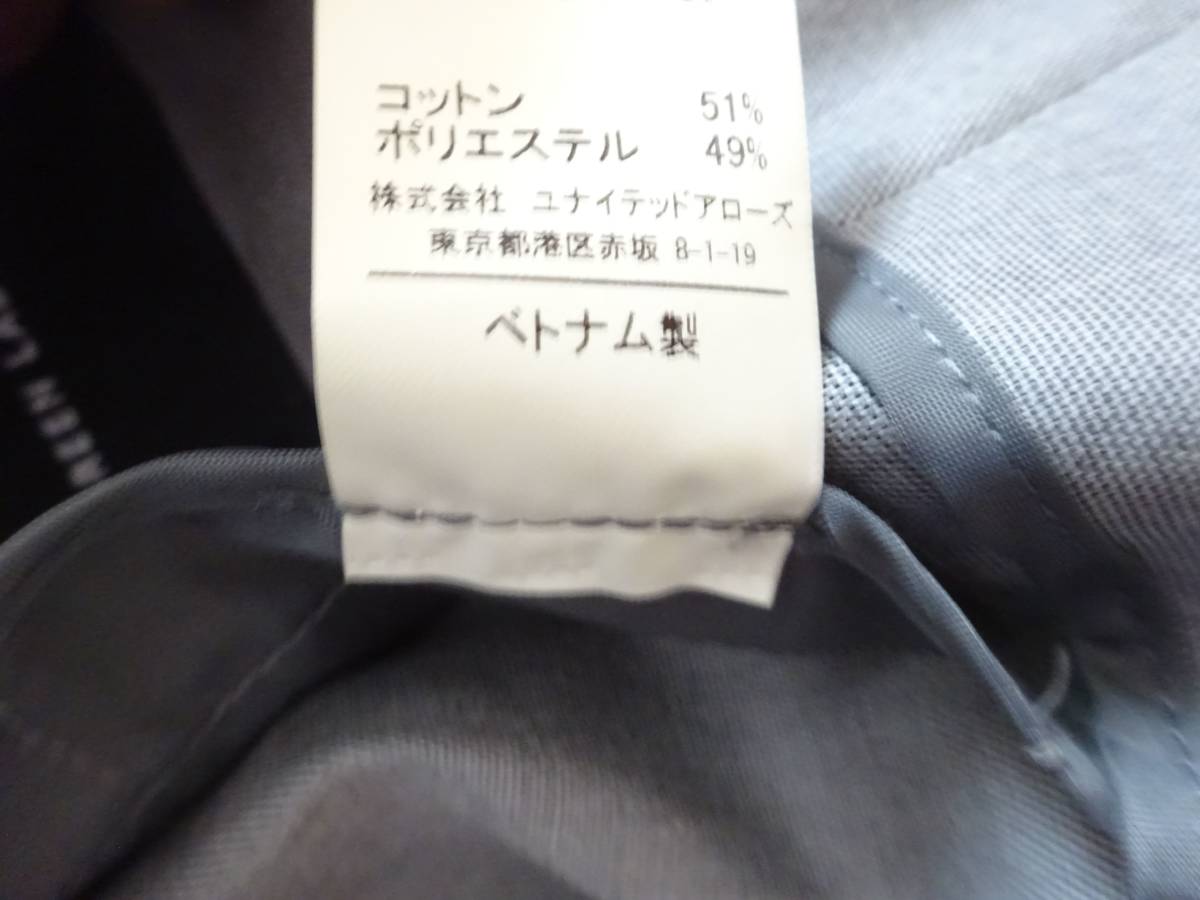 コットン 51%
ポリエステル 49%
株式会社 ユナイテッドアローズ
東京都港区赤坂 8-1-19
ベトナム製
REEN LA